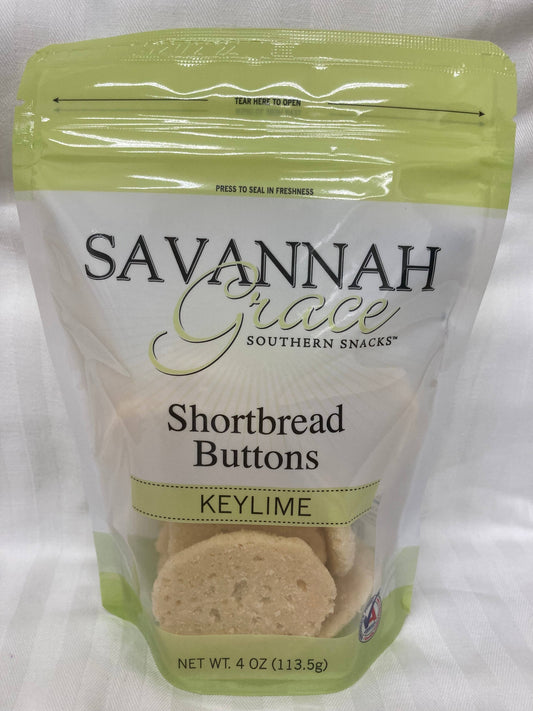 TEAR HERE TO OPEN
PRESS TO SEAL IN FRESHNESS
SAVANNAH
Grace
SOUTHERN SNACKS™
Shortbread
Buttons
KEYLIME
NET WT. 4 OZ (113.5g)